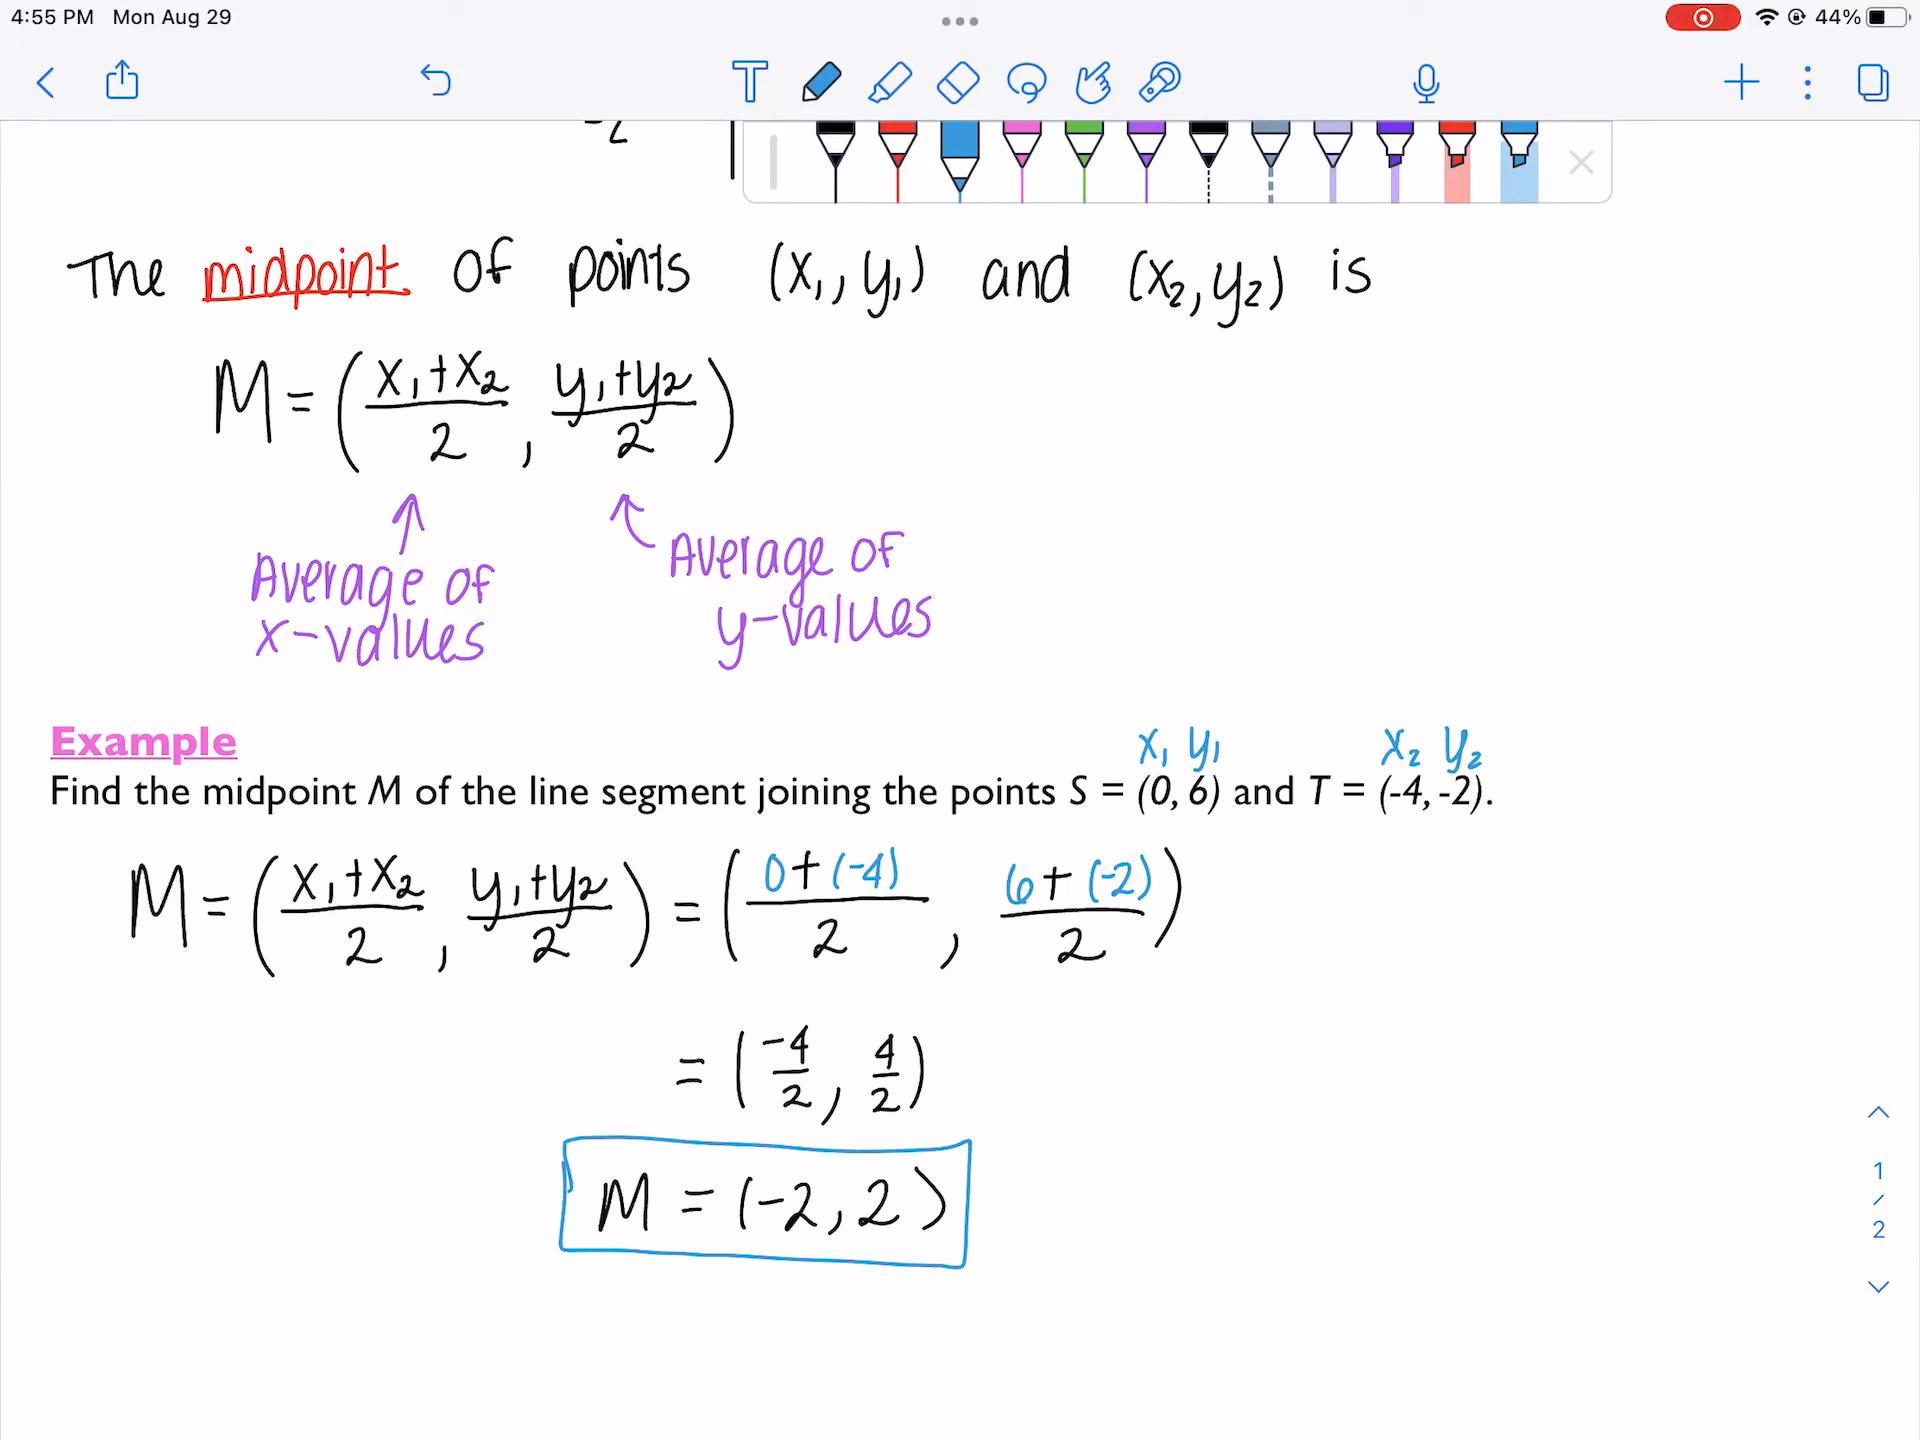 4:55 PM Mon Aug 29
44%
T
-2
The midpoint of points (x₁, y₁) and (x₂, y₂) is
M = (x₁+x₂/2, y₁+y₂/2)
Average of x-values
Average of y-values
Example
x₁ y₁ x₂ y₂
Find the midpoint M of the line segment joining the points S = (0, 6) and T = (-4, -2).
M = (x₁+x₂/2, y₁+y₂/2) = (0+(-4)/2, 6+(-2)/2)
= (-4/2, 4/2)
M = (-2, 2)
1/2